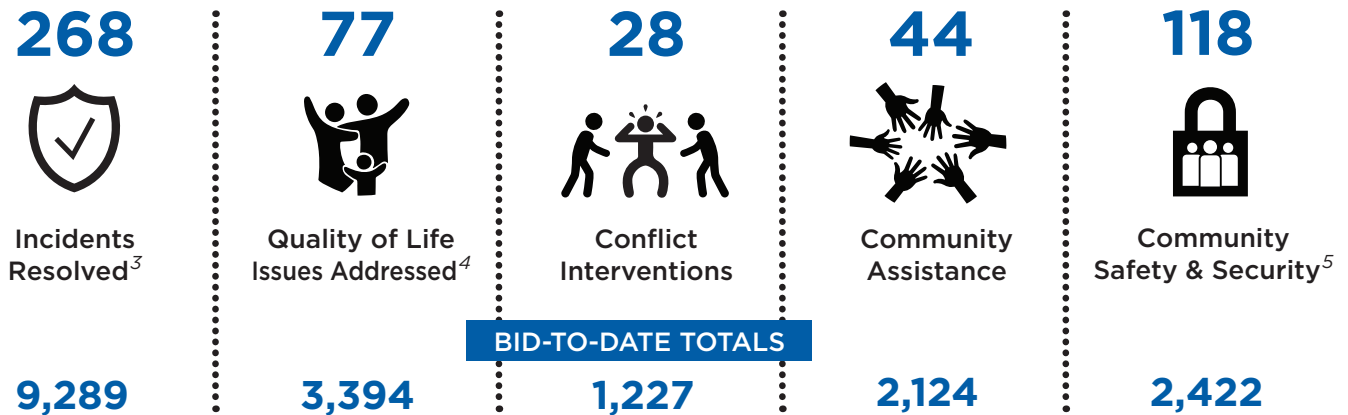 268
77
28
44
118
Incidents
Resolved3
Quality of Life
Issues Addressed4
Conflict
Interventions
Community
Assistance
Community
Safety & Security5
BID-TO-DATE TOTALS
9,289
3,394
1,227
2,124
2,422